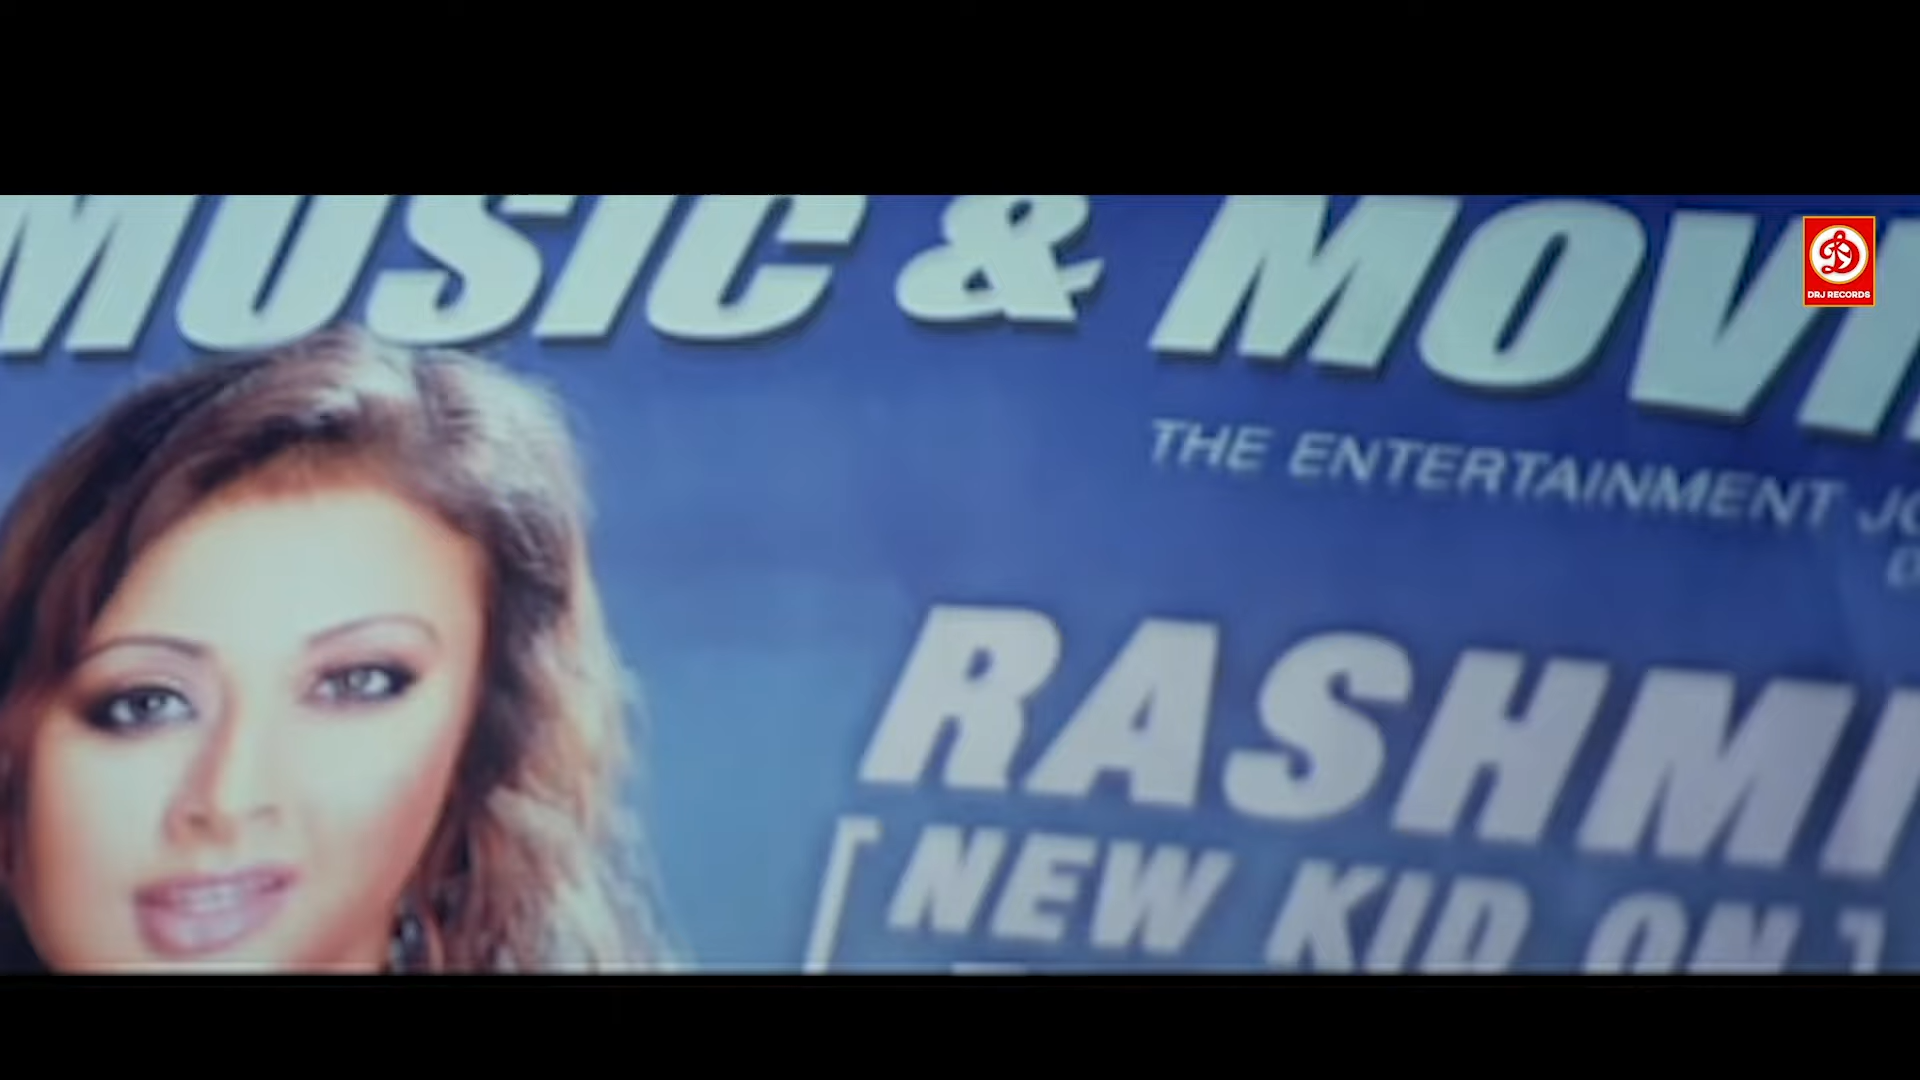 MUSIC & MOVI
THE ENTERTAINMENT JO
D
RASHMI
[NEW KID ON]
DRJ RECORDS